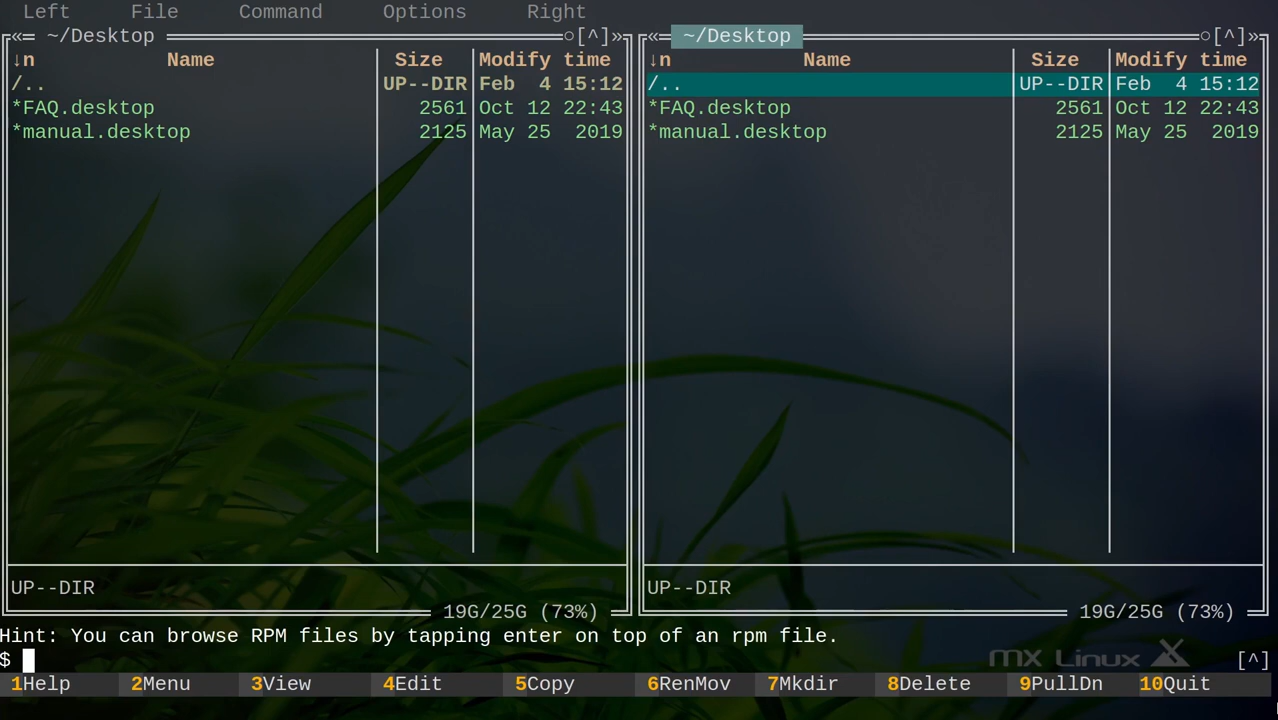 Left File Command Options Right
«═ ~/Desktop ═○[^]» «═ ~/Desktop ═○[^]»
↓n Name Size Modify time ↓n Name Size Modify time
/.. UP--DIR Feb 4 15:12 /.. UP--DIR Feb 4 15:12
*FAQ.desktop 2561 Oct 12 22:43 *FAQ.desktop 2561 Oct 12 22:43
*manual.desktop 2125 May 25 2019 *manual.desktop 2125 May 25 2019
UP--DIR UP--DIR
19G/25G (73%) 19G/25G (73%)
Hint: You can browse RPM files by tapping enter on top of an rpm file.
$ [^]
mx Linux
1Help 2Menu 3View 4Edit 5Copy 6RenMov 7Mkdir 8Delete 9PullDn 10Quit